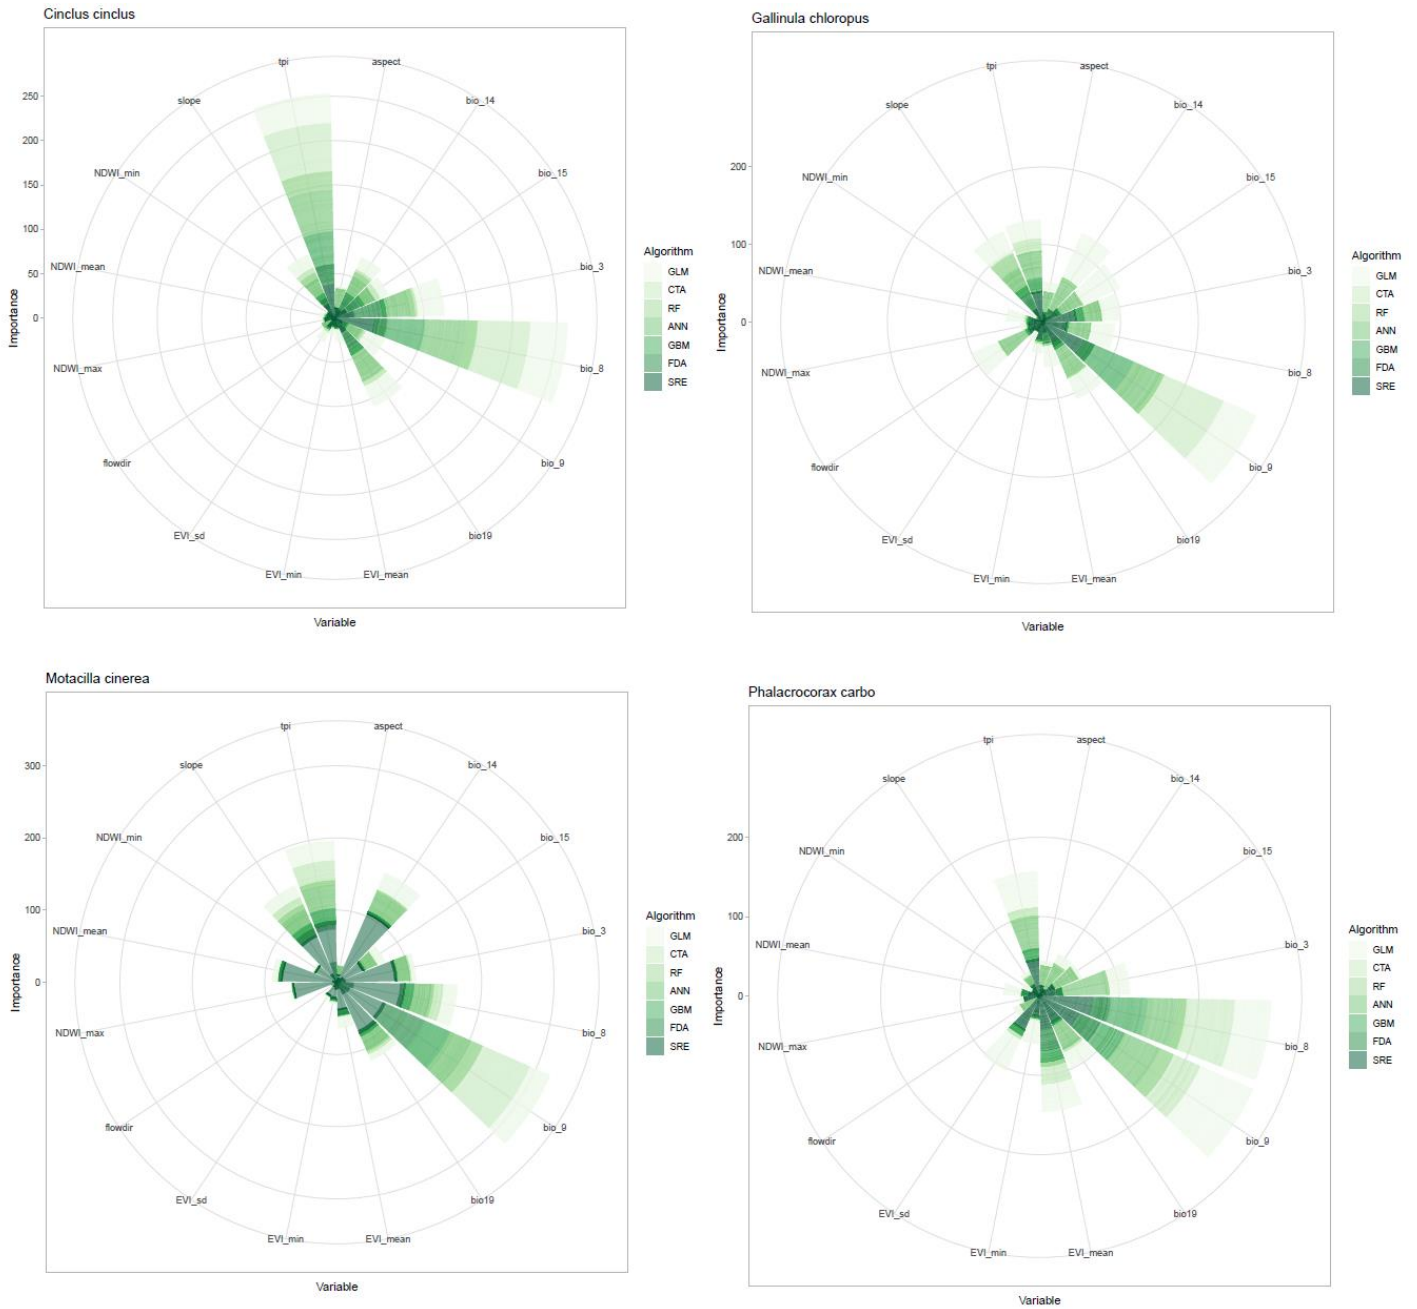 Cinclus cinclus
tpi
aspect
slope
bio_14
NDWI_min
bio_15
NDWI_mean
bio_3
NDWI_max
bio_8
flowdir
bio_9
EVI_sd
bio19
EVI_min
EVI_mean
250
200
150
100
50
0
Importance
Variable
Algorithm
GLM
CTA
RF
ANN
GBM
FDA
SRE
Gallinula chloropus
tpi
aspect
slope
bio_14
NDWI_min
bio_15
NDWI_mean
bio_3
NDWI_max
bio_8
flowdir
bio_9
EVI_sd
bio19
EVI_min
EVI_mean
200
100
0
Importance
Variable
Algorithm
GLM
CTA
RF
ANN
GBM
FDA
SRE
Motacilla cinerea
tpi
aspect
slope
bio_14
NDWI_min
bio_15
NDWI_mean
bio_3
NDWI_max
bio_8
flowdir
bio_9
EVI_sd
bio19
EVI_min
EVI_mean
300
200
100
0
Importance
Variable
Algorithm
GLM
CTA
RF
ANN
GBM
FDA
SRE
Phalacrocorax carbo
tpi
aspect
slope
bio_14
NDWI_min
bio_15
NDWI_mean
bio_3
NDWI_max
bio_8
flowdir
bio_9
EVI_sd
bio19
EVI_min
EVI_mean
200
100
0
Importance
Variable
Algorithm
GLM
CTA
RF
ANN
GBM
FDA
SRE